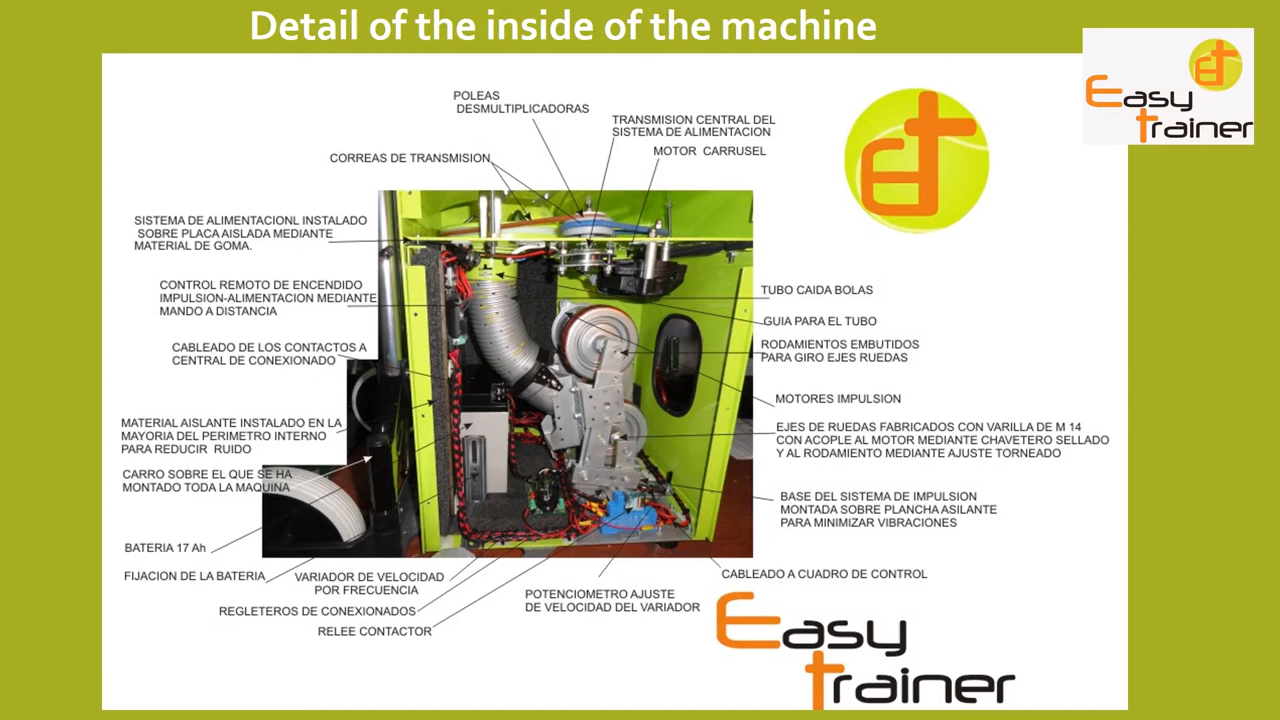 Detail of the inside of the machine
Easy
trainer
POLEAS
DESMULTIPLICADORAS
TRANSMISION CENTRAL DEL
SISTEMA DE ALIMENTACION
MOTOR CARRUSEL
CORREAS DE TRANSMISION
SISTEMA DE ALIMENTACIONL INSTALADO
SOBRE PLACA AISLADA MEDIANTE
MATERIAL DE GOMA.
CONTROL REMOTO DE ENCENDIDO
IMPULSION-ALIMENTACION MEDIANTE
MANDO A DISTANCIA
CABLEADO DE LOS CONTACTOS A
CENTRAL DE CONEXIONADO
MATERIAL AISLANTE INSTALADO EN LA
MAYORIA DEL PERIMETRO INTERNO
PARA REDUCIR RUIDO
CARRO SOBRE EL QUE SE HA
MONTADO TODA LA MAQUINA
BATERIA 17 Ah
FIJACION DE LA BATERIA
VARIADOR DE VELOCIDAD
POR FRECUENCIA
REGLETEROS DE CONEXIONADOS
RELEE CONTACTOR
POTENCIOMETRO AJUSTE
DE VELOCIDAD DEL VARIADOR
TUBO CAIDA BOLAS
GUIA PARA EL TUBO
RODAMIENTOS EMBUTIDOS
PARA GIRO EJES RUEDAS
MOTORES IMPULSION
EJES DE RUEDAS FABRICADOS CON VARILLA DE M 14
CON ACOPLE AL MOTOR MEDIANTE CHAVETERO SELLADO
Y AL RODAMIENTO MEDIANTE AJUSTE TORNEADO
BASE DEL SISTEMA DE IMPULSION
MONTADA SOBRE PLANCHA ASILANTE
PARA MINIMIZAR VIBRACIONES
CABLEADO A CUADRO DE CONTROL
Easy
trainer